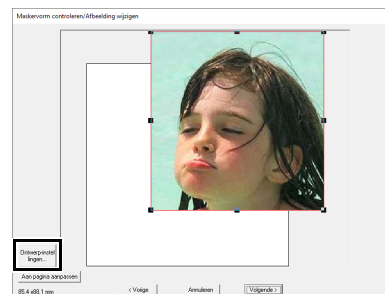 Maskervorm controleren/Afbeelding wijzigen
Ontwerp-instel
lingen...
Aan pagina aanpassen
85.4 x88.1 mm
< Vorige
Annuleren
Volgende >